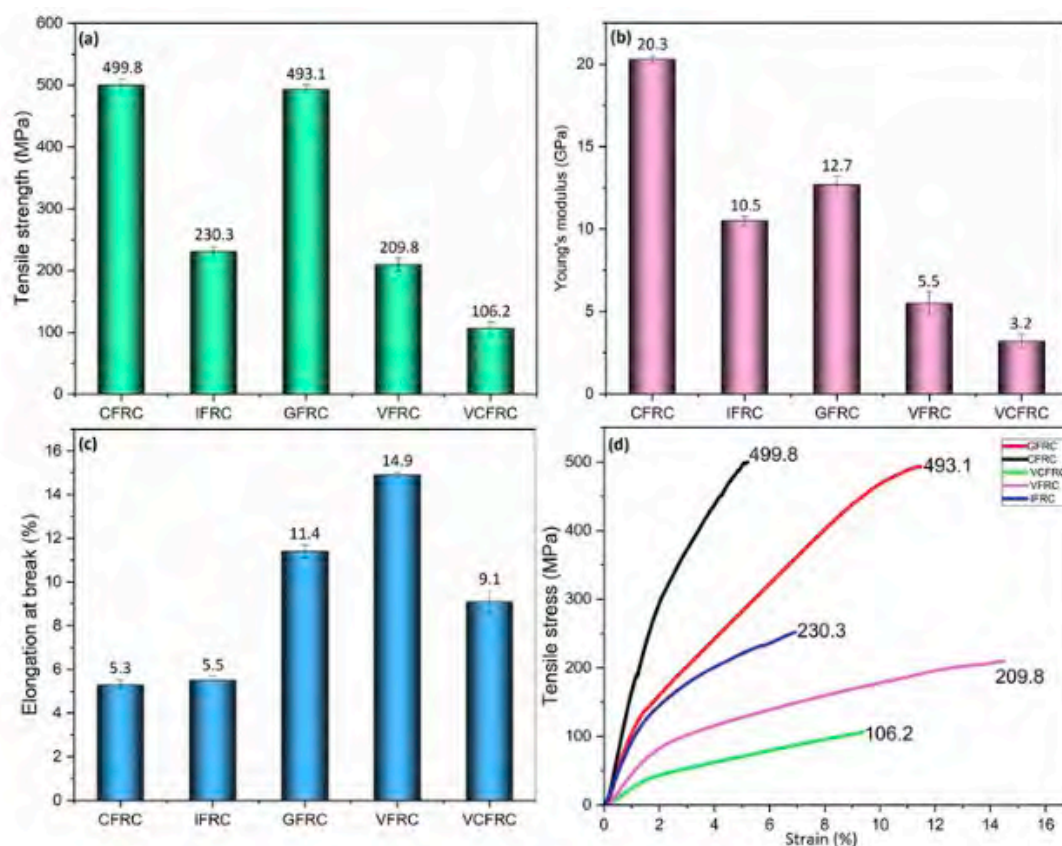 (a)
600
500
400
300
200
100
0
Tensile strength (MPa)
499.8
230.3
493.1
209.8
106.2
CFRC IFRC GFRC VFRC VCFRC
(b)
20
15
10
5
0
Young's modulus (GPa)
20.3
10.5
12.7
5.5
3.2
CFRC IFRC GFRC VFRC VCFRC
(c)
16
14
12
10
8
6
4
2
0
Elongation at break (%)
5.3
5.5
11.4
14.9
9.1
CFRC IFRC GFRC VFRC VCFRC
(d)
500
400
300
200
100
0
Tensile stress (MPa)
499.8
493.1
230.3
209.8
106.2
GFRC
CFRC
VCFRC
VFRC
IFRC
0 2 4 6 8 10 12 14 16
Strain (%)